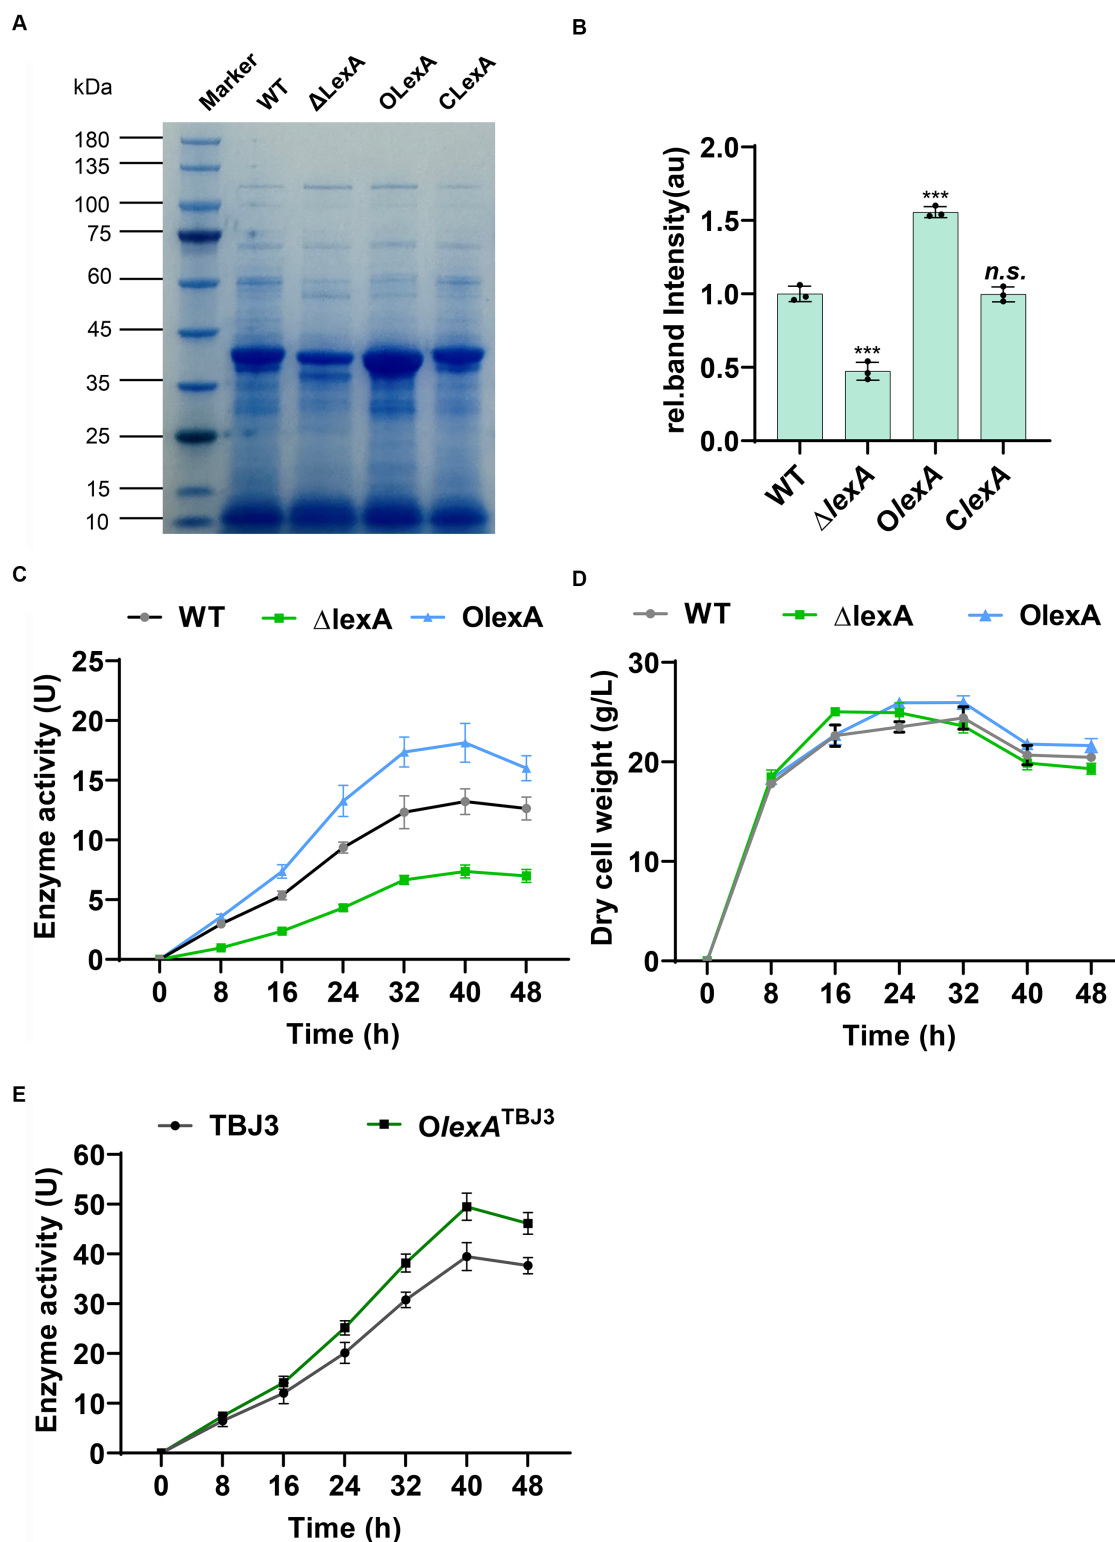 A
kDa
Marker
WT
ΔLexA
OLexA
CLexA
180
135
100
75
60
45
35
25
15
10
B
rel.band Intensity(au)
2.0
1.5
1.0
0.5
0.0
***
***
n.s.
WT
ΔlexA
OlexA
ClexA
C
WT
ΔlexA
OlexA
Enzyme activity (U)
25
20
15
10
5
0
0 8 16 24 32 40 48
Time (h)
D
WT
ΔlexA
OlexA
Dry cell weight (g/L)
30
20
10
0
0 8 16 24 32 40 48
Time (h)
E
TBJ3
OlexA^TBJ3
Enzyme activity (U)
60
50
40
30
20
10
0
0 8 16 24 32 40 48
Time (h)